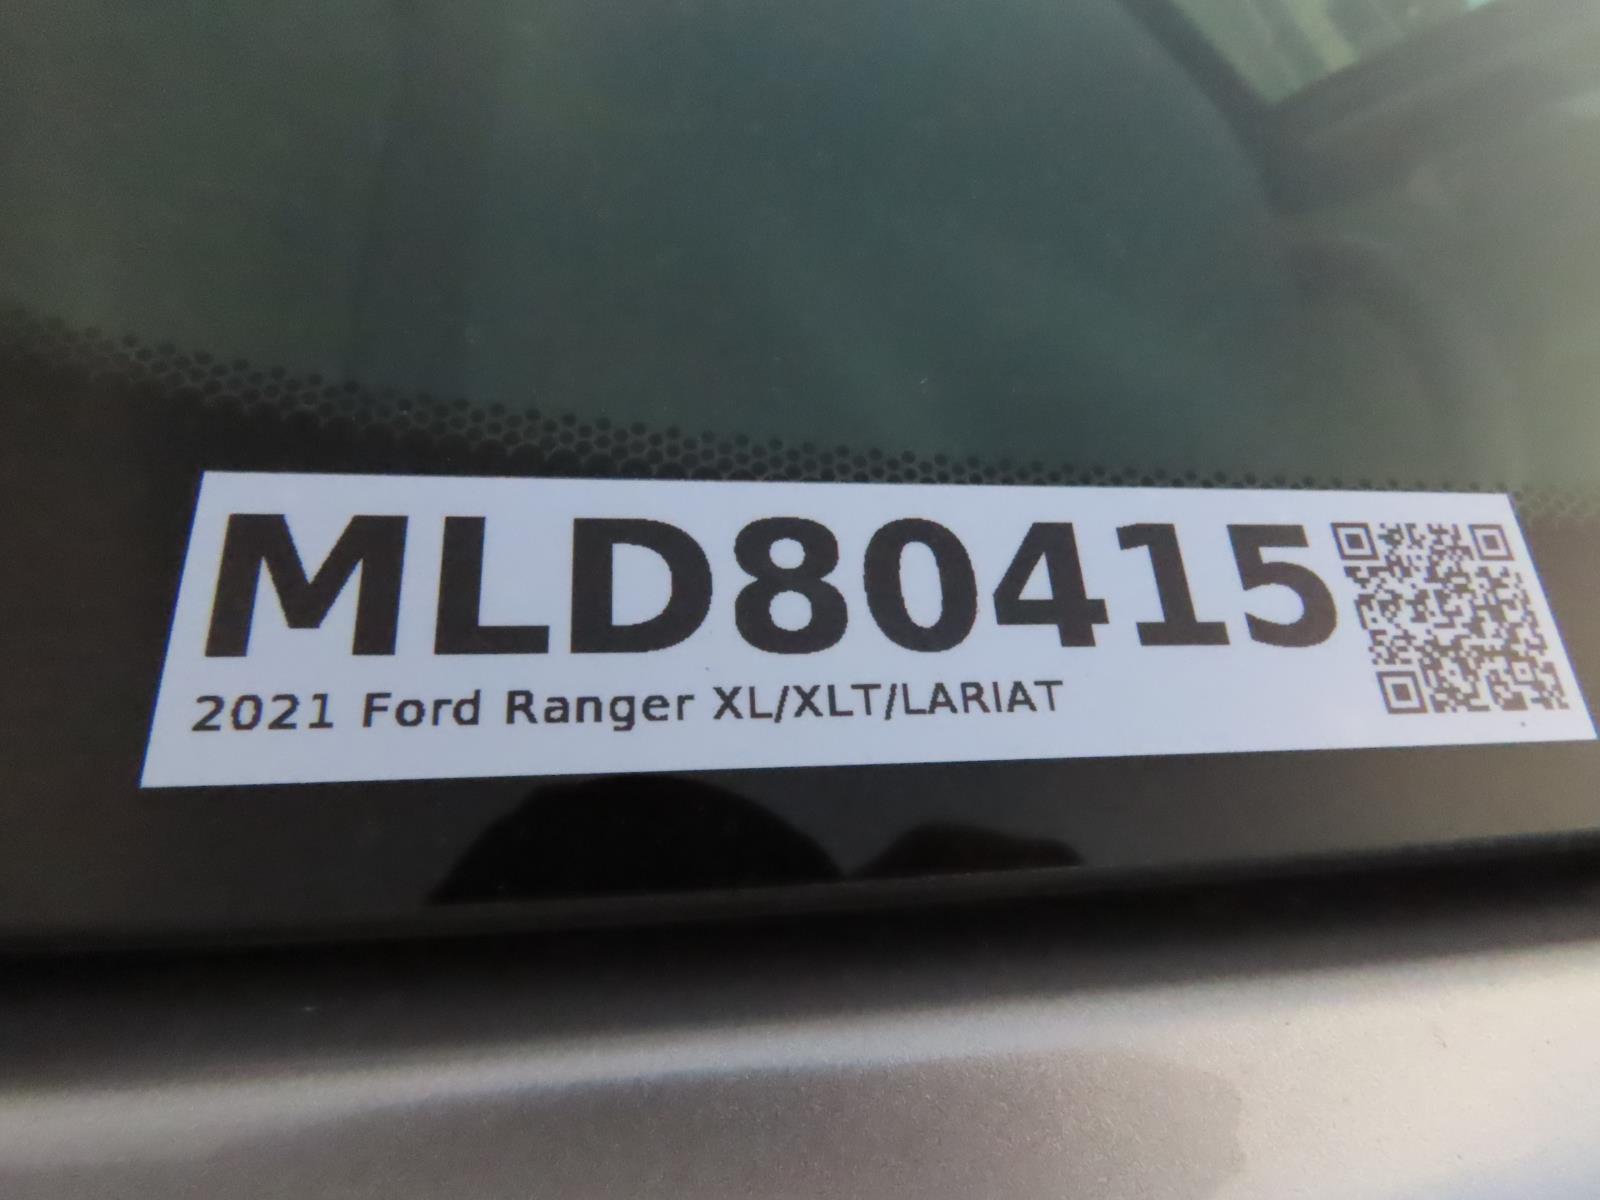 MLD80415
2021 Ford Ranger XL/XLT/LARIAT